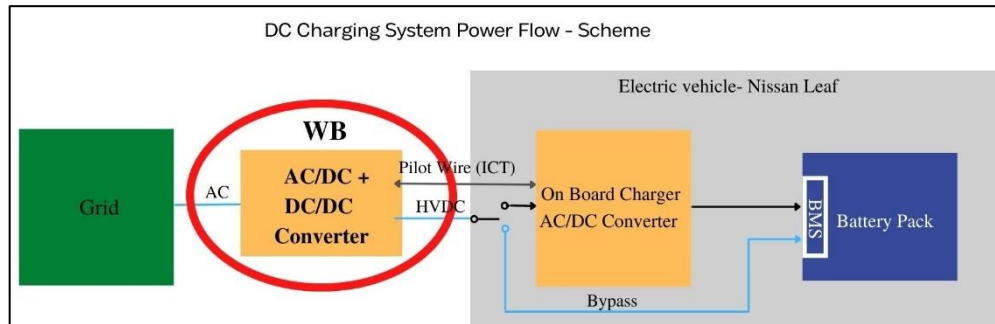 DC Charging System Power Flow - Scheme
Electric vehicle- Nissan Leaf
WB
Grid
AC
AC/DC +
DC/DC
Converter
Pilot Wire (ICT)
HVDC
On Board Charger
AC/DC Converter
BMS
Battery Pack
Bypass